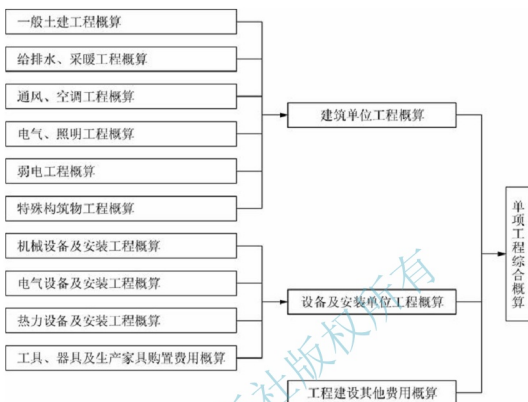 一般土建工程概算
给排水、采暖工程概算
通风、空调工程概算
电气、照明工程概算
弱电工程概算
特殊构筑物工程概算
建筑单位工程概算
机械设备及安装工程概算
电气设备及安装工程概算
热力设备及安装工程概算
工具、器具及生产家具购置费用概算
设备及安装单位工程概算
工程建设其他费用概算
单项工程综合概算
社版权所有